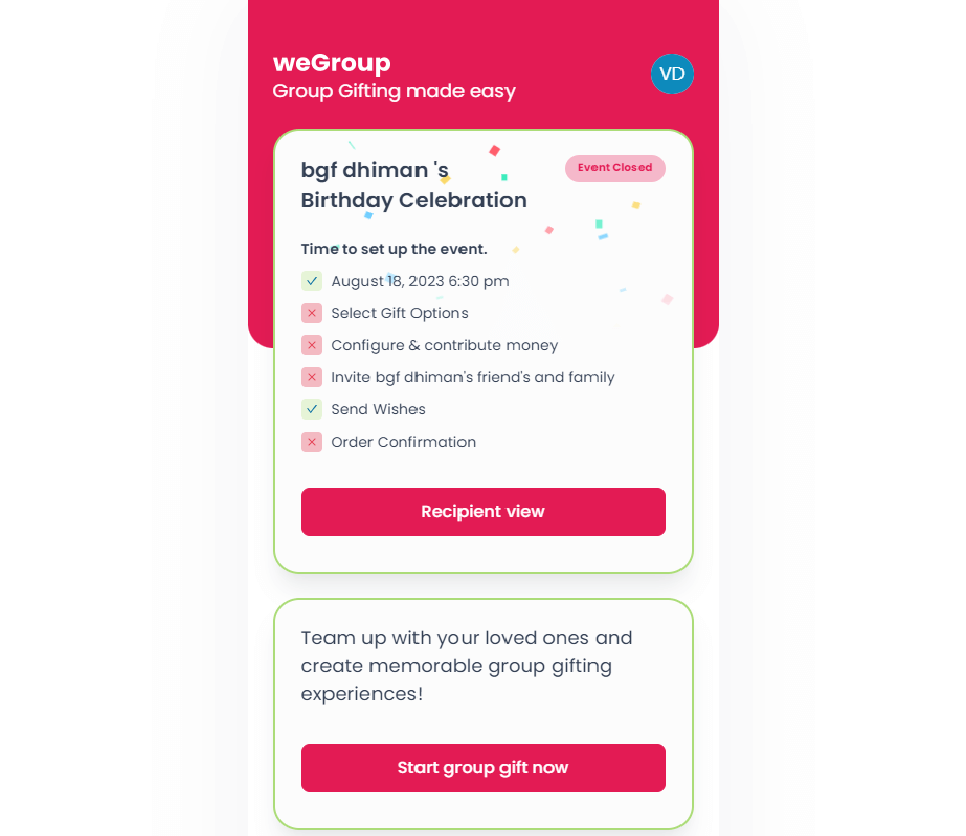 weGroup
Group Gifting made easy
VD
bgf dhiman 's
Birthday Celebration
Event Closed
Time to set up the event.
August 18, 2023 6:30 pm
Select Gift Options
Configure & contribute money
Invite bgf dhiman's friend's and family
Send Wishes
Order Confirmation
Recipient view
Team up with your loved ones and
create memorable group gifting
experiences!
Start group gift now